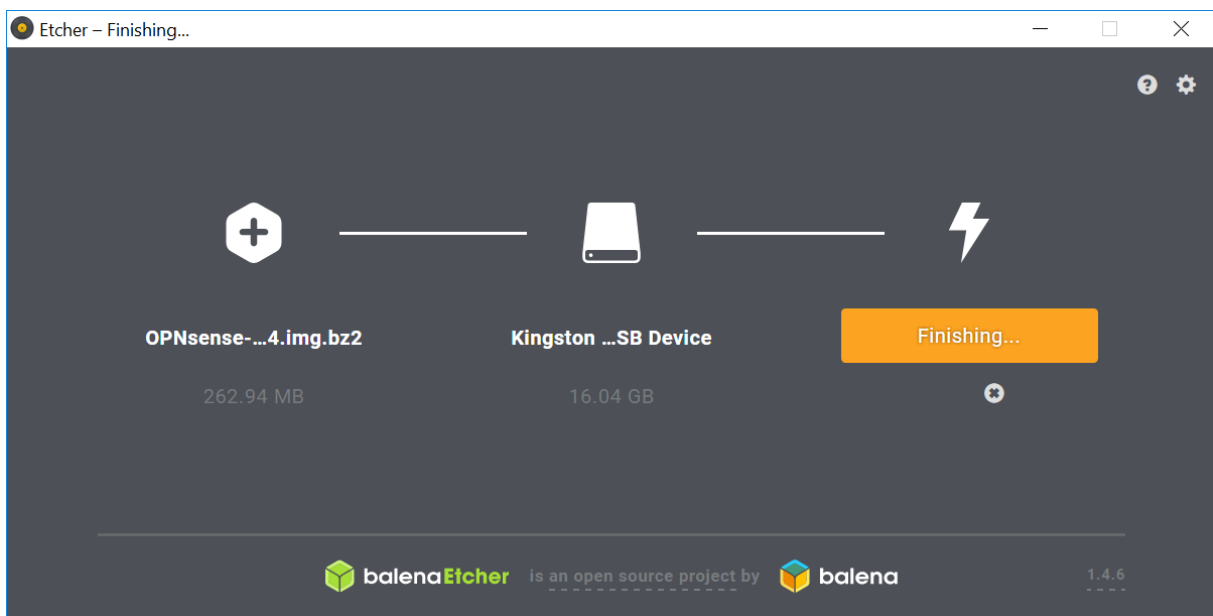 Etcher – Finishing...
OPNsense-...4.img.bz2
Kingston ...SB Device
Finishing...
262.94 MB
16.04 GB
balenaEtcher is an open source project by balena
1.4.6